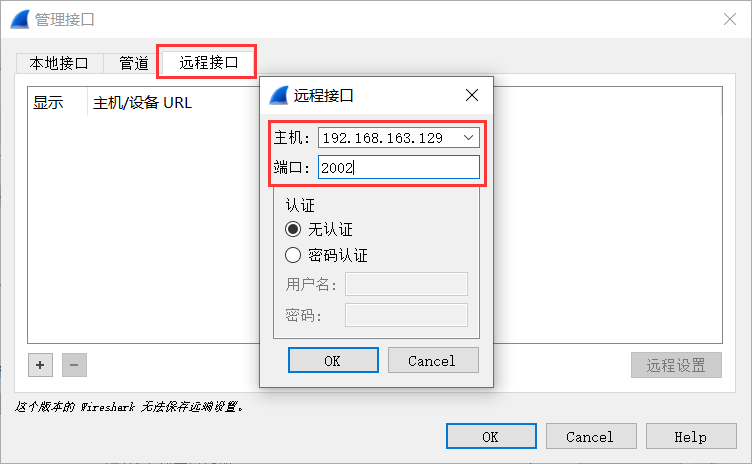 管理接口
本地接口 管道 远程接口
显示 主机/设备 URL
远程接口
主机: 192.168.163.129
端口: 2002
认证
无认证
密码认证
用户名:
密码:
OK Cancel
+ − 远程设置
这个版本的 Wireshark 无法保存远端设置。
OK Cancel Help